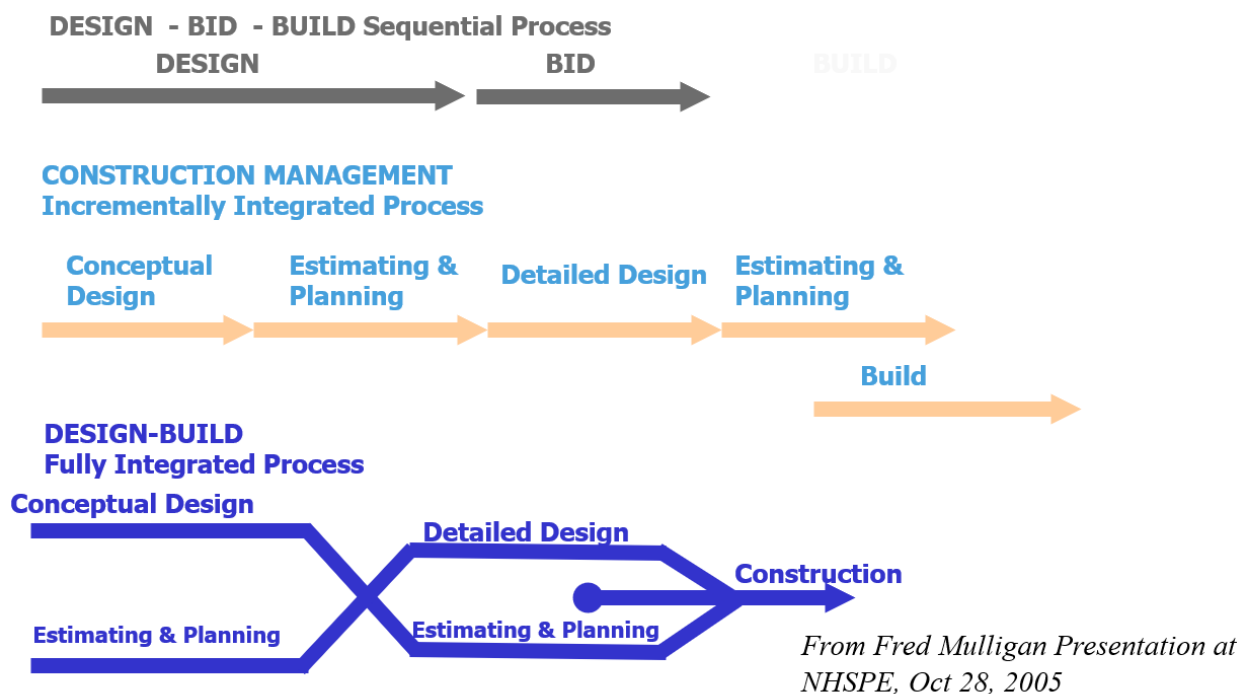 DESIGN - BID - BUILD Sequential Process
DESIGN
BID
BUILD
CONSTRUCTION MANAGEMENT
Incrementally Integrated Process
Conceptual
Design
Estimating &
Planning
Detailed Design
Estimating &
Planning
Build
DESIGN-BUILD
Fully Integrated Process
Conceptual Design
Detailed Design
Construction
Estimating & Planning
Estimating & Planning
From Fred Mulligan Presentation at
NHSPE, Oct 28, 2005